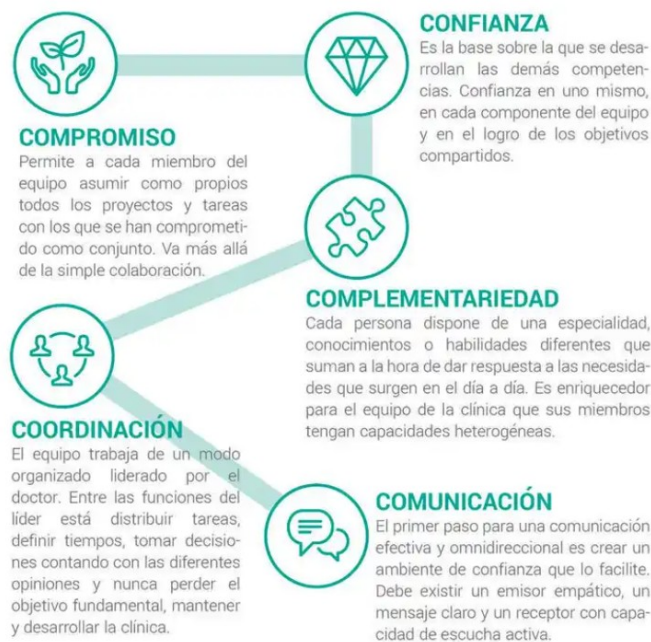 COMPROMISO
Permite a cada miembro del
equipo asumir como propios
todos los proyectos y tareas
con los que se han comprometi-
do como conjunto. Va más allá
de la simple colaboración.
CONFIANZA
Es la base sobre la que se desa-
rrollan las demás competen-
cias. Confianza en uno mismo,
en cada componente del equipo
y en el logro de los objetivos
compartidos.
COMPLEMENTARIEDAD
Cada persona dispone de una especialidad,
conocimientos o habilidades diferentes que
suman a la hora de dar respuesta a las necesida-
des que surgen en el día a día. Es enriquecedor
para el equipo de la clínica que sus miembros
tengan capacidades heterogéneas.
COORDINACIÓN
El equipo trabaja de un modo
organizado liderado por el
doctor. Entre las funciones del
líder está distribuir tareas,
definir tiempos, tomar decisio-
nes contando con las diferentes
opiniones y nunca perder el
objetivo fundamental, mantener
y desarrollar la clínica.
COMUNICACIÓN
El primer paso para una comunicación
efectiva y omnidireccional es crear un
ambiente de confianza que lo facilite.
Debe existir un emisor empático, un
mensaje claro y un receptor con capa-
cidad de escucha activa.